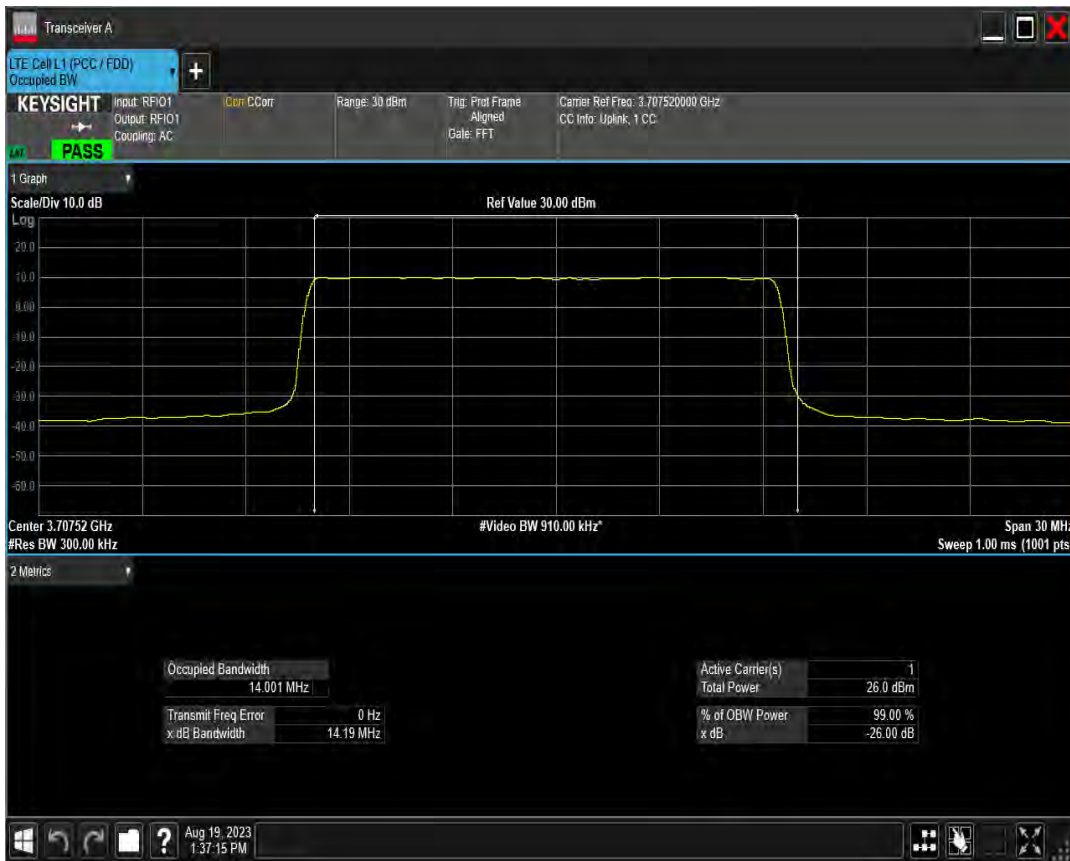 Transceiver A
LTE Cell L1 (PCC / FDD)
Occupied BW
+
KEYSIGHT
Input: RFIO1
Output: RFIO1
Coupling: AC
PASS
Corr CCorr
Range: 30 dBm
Trig: Prot Frame
Aligned
Gate: FFT
Carrier Ref Freq: 3.707520000 GHz
CC Info: Uplink, 1 CC
1 Graph
Scale/Div 10.0 dB
Ref Value 30.00 dBm
Log
20.0
10.0
0.00
-10.0
-20.0
-30.0
-40.0
-50.0
-60.0
Center 3.70752 GHz
#Video BW 910.00 kHz*
Span 30 MHz
#Res BW 300.00 kHz
Sweep 1.00 ms (1001 pts
2 Metrics
Occupied Bandwidth
14.001 MHz
Transmit Freq Error 0 Hz
x dB Bandwidth 14.19 MHz
Active Carrier(s) 1
Total Power 26.0 dBm
% of OBW Power 99.00 %
x dB -26.00 dB
?
Aug 19, 2023
1:37:15 PM